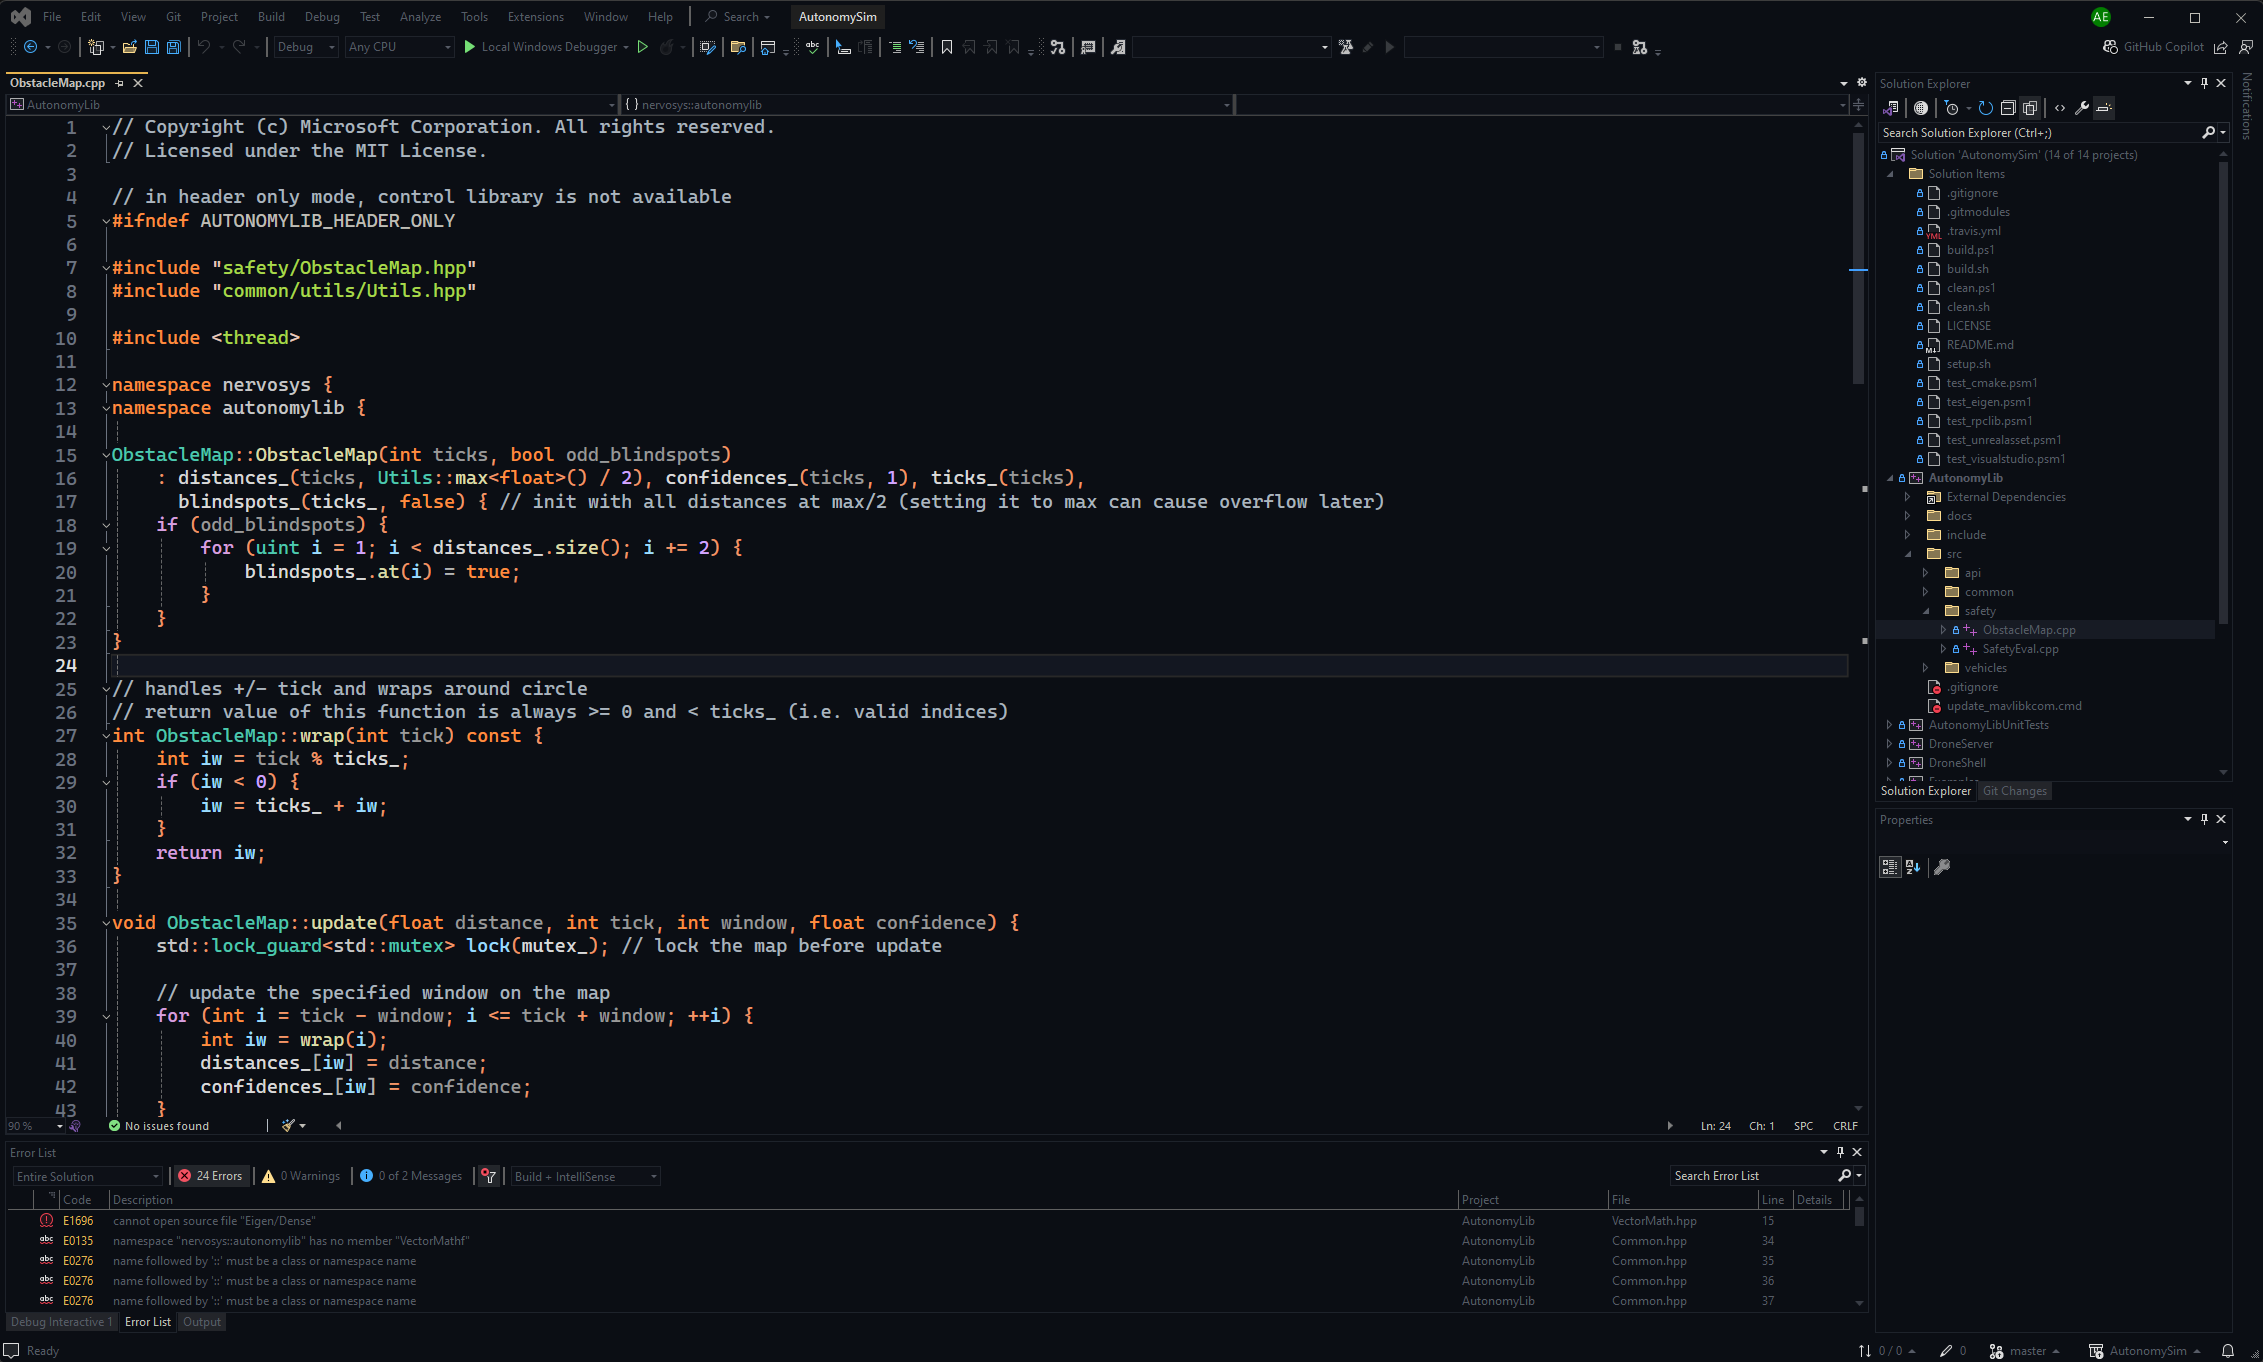 File Edit View Git Project Build Debug Test Analyze Tools Extensions Window Help Search AutonomySim AE
Debug Any CPU Local Windows Debugger GitHub Copilot
ObstacleMap.cpp
AutonomyLib { } nervosys::autonomylib
1 // Copyright (c) Microsoft Corporation. All rights reserved.
2 // Licensed under the MIT License.
3
4 // in header only mode, control library is not available
5 #ifndef AUTONOMYLIB_HEADER_ONLY
6
7 #include "safety/ObstacleMap.hpp"
8 #include "common/utils/Utils.hpp"
9
10 #include <thread>
11
12 namespace nervosys {
13 namespace autonomylib {
14
15 ObstacleMap::ObstacleMap(int ticks, bool odd_blindspots)
16 : distances_(ticks, Utils::max<float>() / 2), confidences_(ticks, 1), ticks_(ticks),
17 blindspots_(ticks_, false) { // init with all distances at max/2 (setting it to max can cause overflow later)
18 if (odd_blindspots) {
19 for (uint i = 1; i < distances_.size(); i += 2) {
20 blindspots_.at(i) = true;
21 }
22 }
23 }
24
25 // handles +/- tick and wraps around circle
26 // return value of this function is always >= 0 and < ticks_ (i.e. valid indices)
27 int ObstacleMap::wrap(int tick) const {
28 int iw = tick % ticks_;
29 if (iw < 0) {
30 iw = ticks_ + iw;
31 }
32 return iw;
33 }
34
35 void ObstacleMap::update(float distance, int tick, int window, float confidence) {
36 std::lock_guard<std::mutex> lock(mutex_); // lock the map before update
37
38 // update the specified window on the map
39 for (int i = tick - window; i <= tick + window; ++i) {
40 int iw = wrap(i);
41 distances_[iw] = distance;
42 confidences_[iw] = confidence;
43 }
90 % No issues found Ln: 24 Ch: 1 SPC CRLF
Error List
Entire Solution 24 Errors 0 Warnings 0 of 2 Messages Build + IntelliSense Search Error List
Code Description Project File Line Details
E1696 cannot open source file "Eigen/Dense" AutonomyLib VectorMath.hpp 15
abc E0135 namespace "nervosys::autonomylib" has no member "VectorMathf" AutonomyLib Common.hpp 34
abc E0276 name followed by '::' must be a class or namespace name AutonomyLib Common.hpp 35
abc E0276 name followed by '::' must be a class or namespace name AutonomyLib Common.hpp 36
abc E0276 name followed by '::' must be a class or namespace name AutonomyLib Common.hpp 37
Debug Interactive 1 Error List Output
Solution Explorer
Search Solution Explorer (Ctrl+;)
Solution 'AutonomySim' (14 of 14 projects)
Solution Items
.gitignore
.gitmodules
.travis.yml
build.ps1
build.sh
clean.ps1
clean.sh
LICENSE
README.md
setup.sh
test_cmake.psm1
test_eigen.psm1
test_rpclib.psm1
test_unrealasset.psm1
test_visualstudio.psm1
AutonomyLib
External Dependencies
docs
include
src
api
common
safety
ObstacleMap.cpp
SafetyEval.cpp
vehicles
.gitignore
update_mavlibkcom.cmd
AutonomyLibUnitTests
DroneServer
DroneShell
Examples
Solution Explorer Git Changes
Properties
Notifications
Ready 0 / 0 0 master AutonomySim